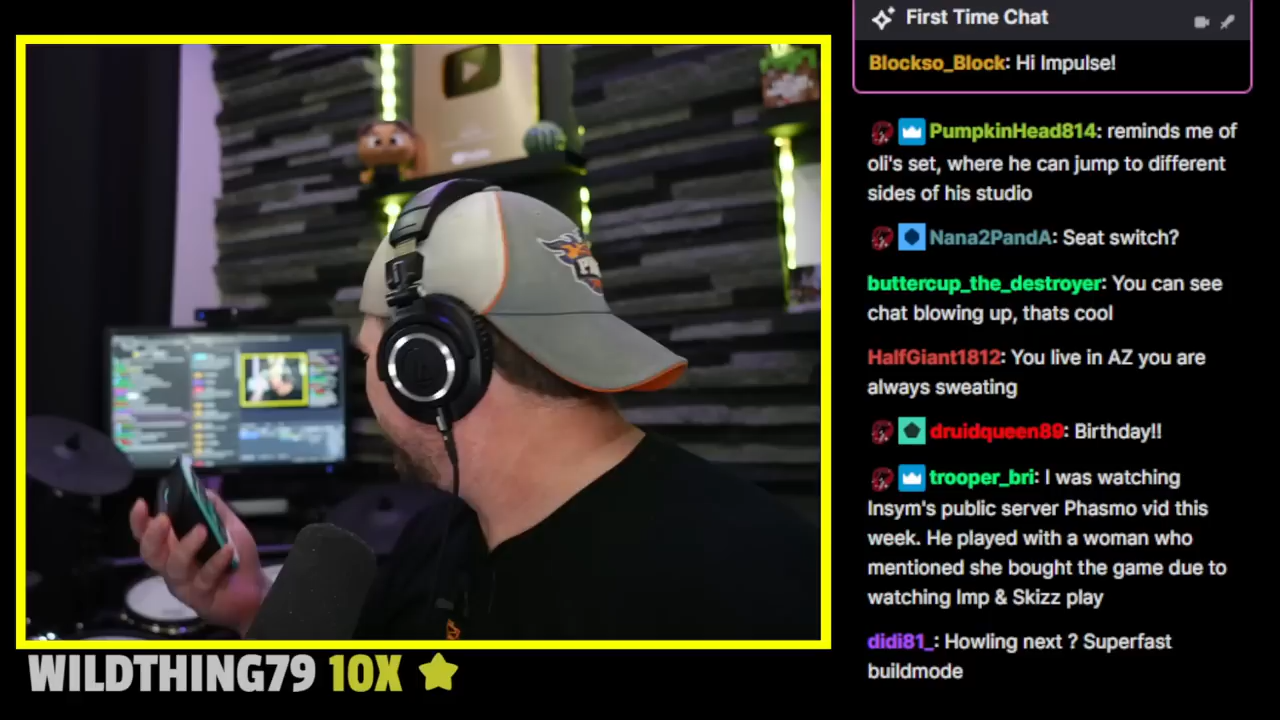 First Time Chat
Blockso_Block: Hi Impulse!
PumpkinHead814: reminds me of
oli's set, where he can jump to different
sides of his studio
Nana2PandA: Seat switch?
buttercup_the_destroyer: You can see
chat blowing up, thats cool
HalfGiant1812: You live in AZ you are
always sweating
druidqueen89: Birthday!!
trooper_bri: I was watching
Insym's public server Phasmo vid this
week. He played with a woman who
mentioned she bought the game due to
watching Imp & Skizz play
didi81_: Howling next ? Superfast
buildmode
WILDTHING79 10X